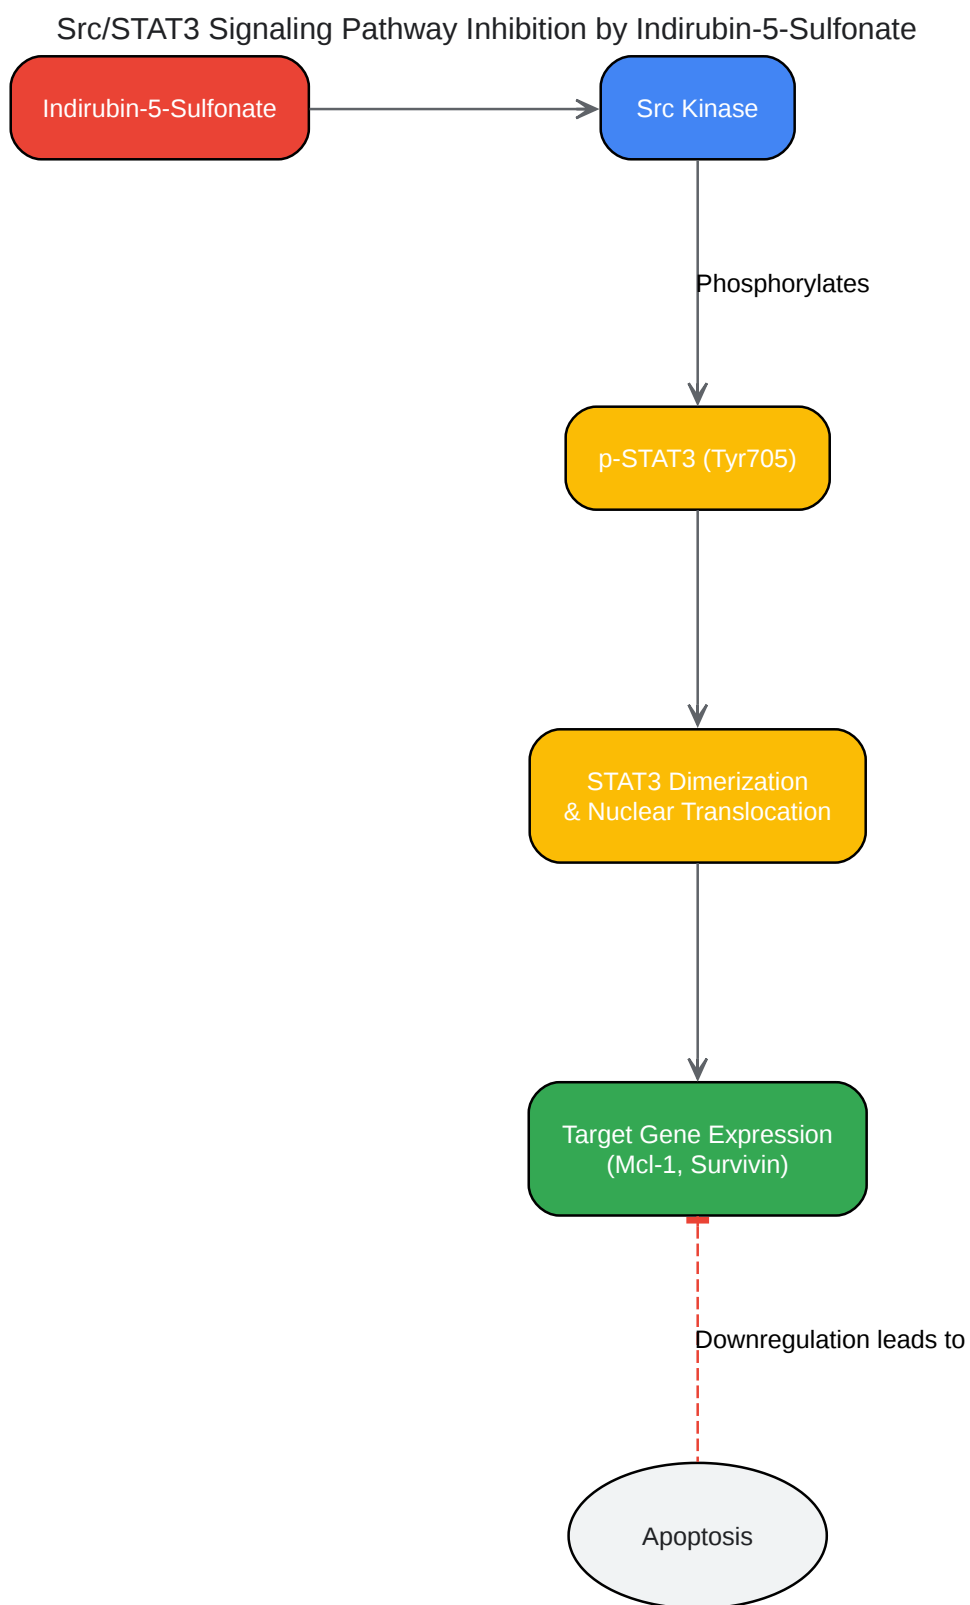 Src/STAT3 Signaling Pathway Inhibition by Indirubin-5-Sulfonate
Indirubin-5-Sulfonate
Src Kinase
Phosphorylates
p-STAT3 (Tyr705)
STAT3 Dimerization
& Nuclear Translocation
Target Gene Expression
(Mcl-1, Survivin)
Downregulation leads to
Apoptosis